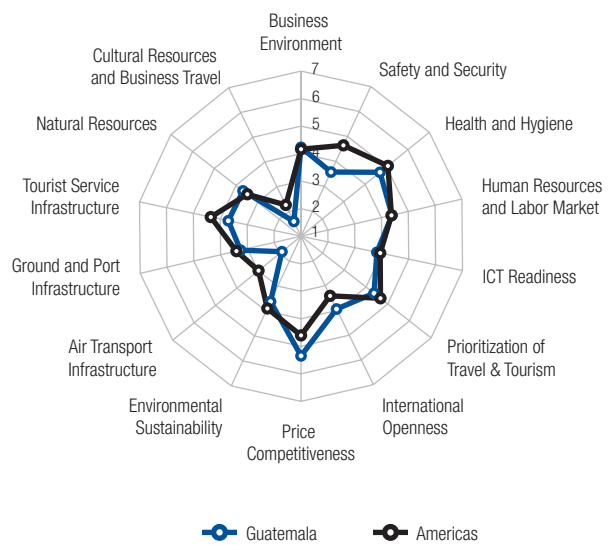 Business
Environment
Cultural Resources
and Business Travel
Safety and Security
Natural Resources
Health and Hygiene
Tourist Service
Infrastructure
Human Resources
and Labor Market
Ground and Port
Infrastructure
ICT Readiness
Air Transport
Infrastructure
Prioritization of
Travel & Tourism
Environmental
Sustainability
International
Openness
Price
Competitiveness
7
6
5
4
3
2
1
Guatemala
Americas